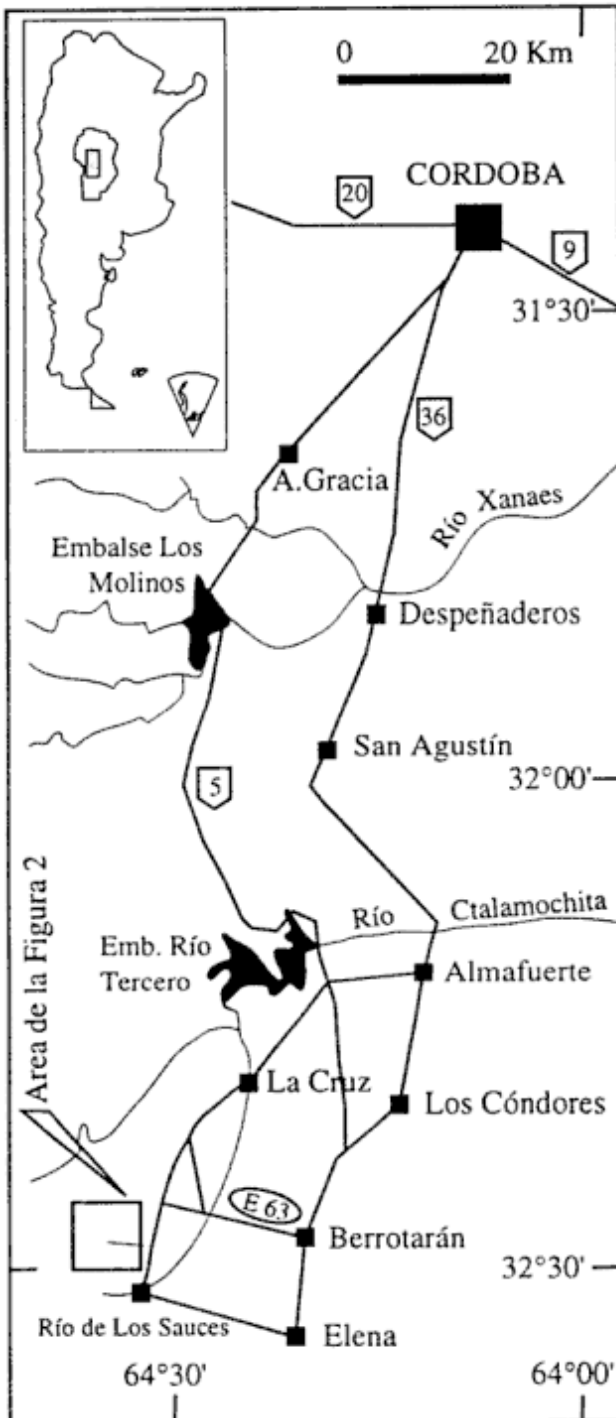 0 20 Km
CORDOBA
20
9
31°30'
36
A.Gracia
Río Xanaes
Embalse Los
Molinos
Despeñaderos
San Agustín
32°00'
5
Area de la Figura 2
Río Ctalamochita
Emb. Río
Tercero
Almafuerte
La Cruz
Los Cóndores
E 63
Berrotarán
32°30'
Río de Los Sauces
Elena
64°30'
64°00'